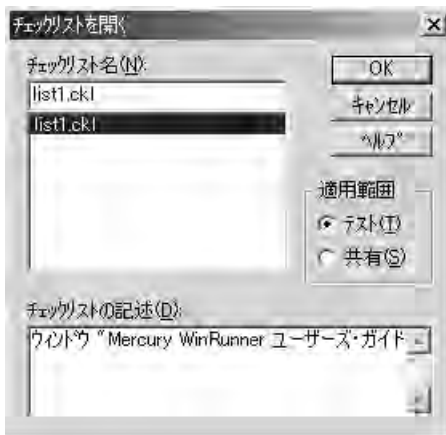 チェックリストを開く
チェックリスト名(N):
list1.ckl
list1.ckl
OK
キャンセル
ヘルプ
適用範囲
テスト(T)
共有(S)
チェックリストの記述(D):
ウィンドウ "Mercury WinRunner ユーザーズ・ガイド